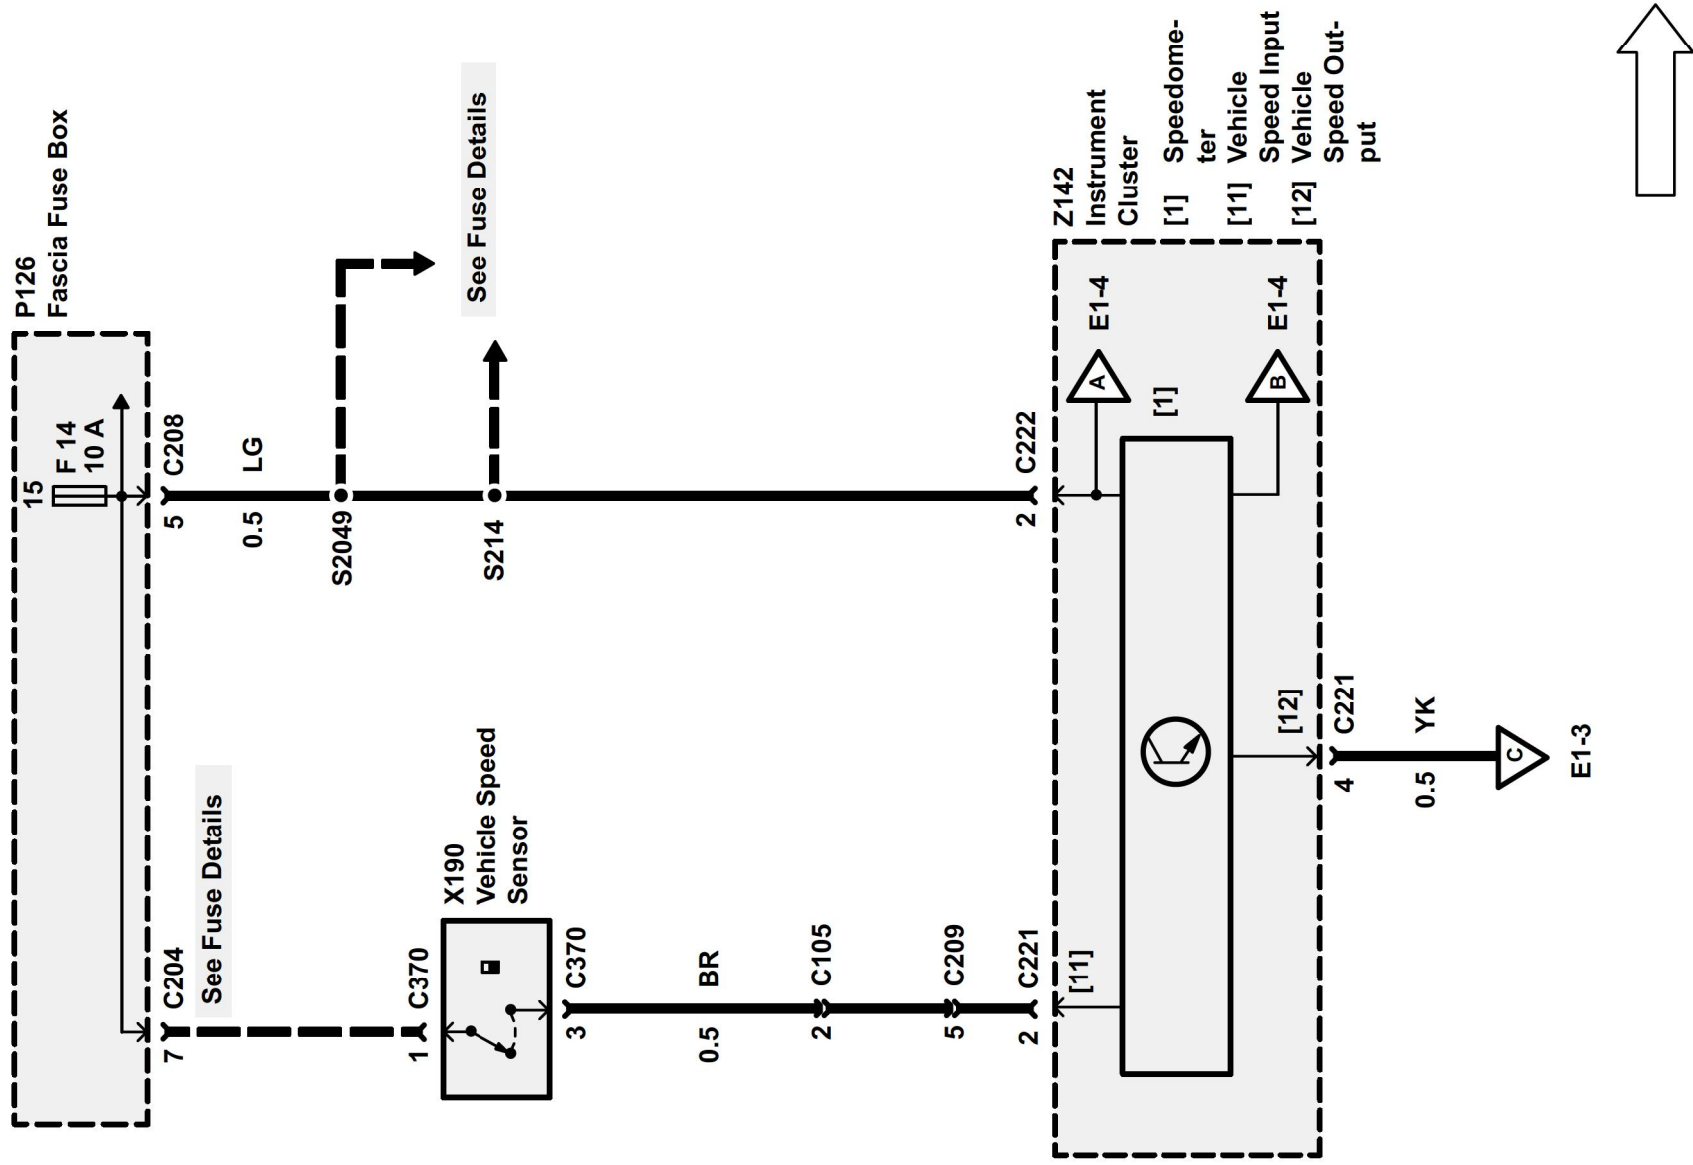 P126
Fascia Fuse Box
15
F 14
10 A
7
C204
5
C208
See Fuse Details
0.5
LG
S2049
See Fuse Details
S214
1
C370
X190
Vehicle Speed
Sensor
3
C370
0.5
BR
2
C105
5
C209
2
C221
2
C222
Z142
Instrument
Cluster
[1]
Speedome-
ter
[11]
Vehicle
Speed Input
[12]
Vehicle
Speed Out-
put
[11]
A
E1-4
[1]
B
E1-4
[12]
4
C221
0.5
YK
C
E1-3